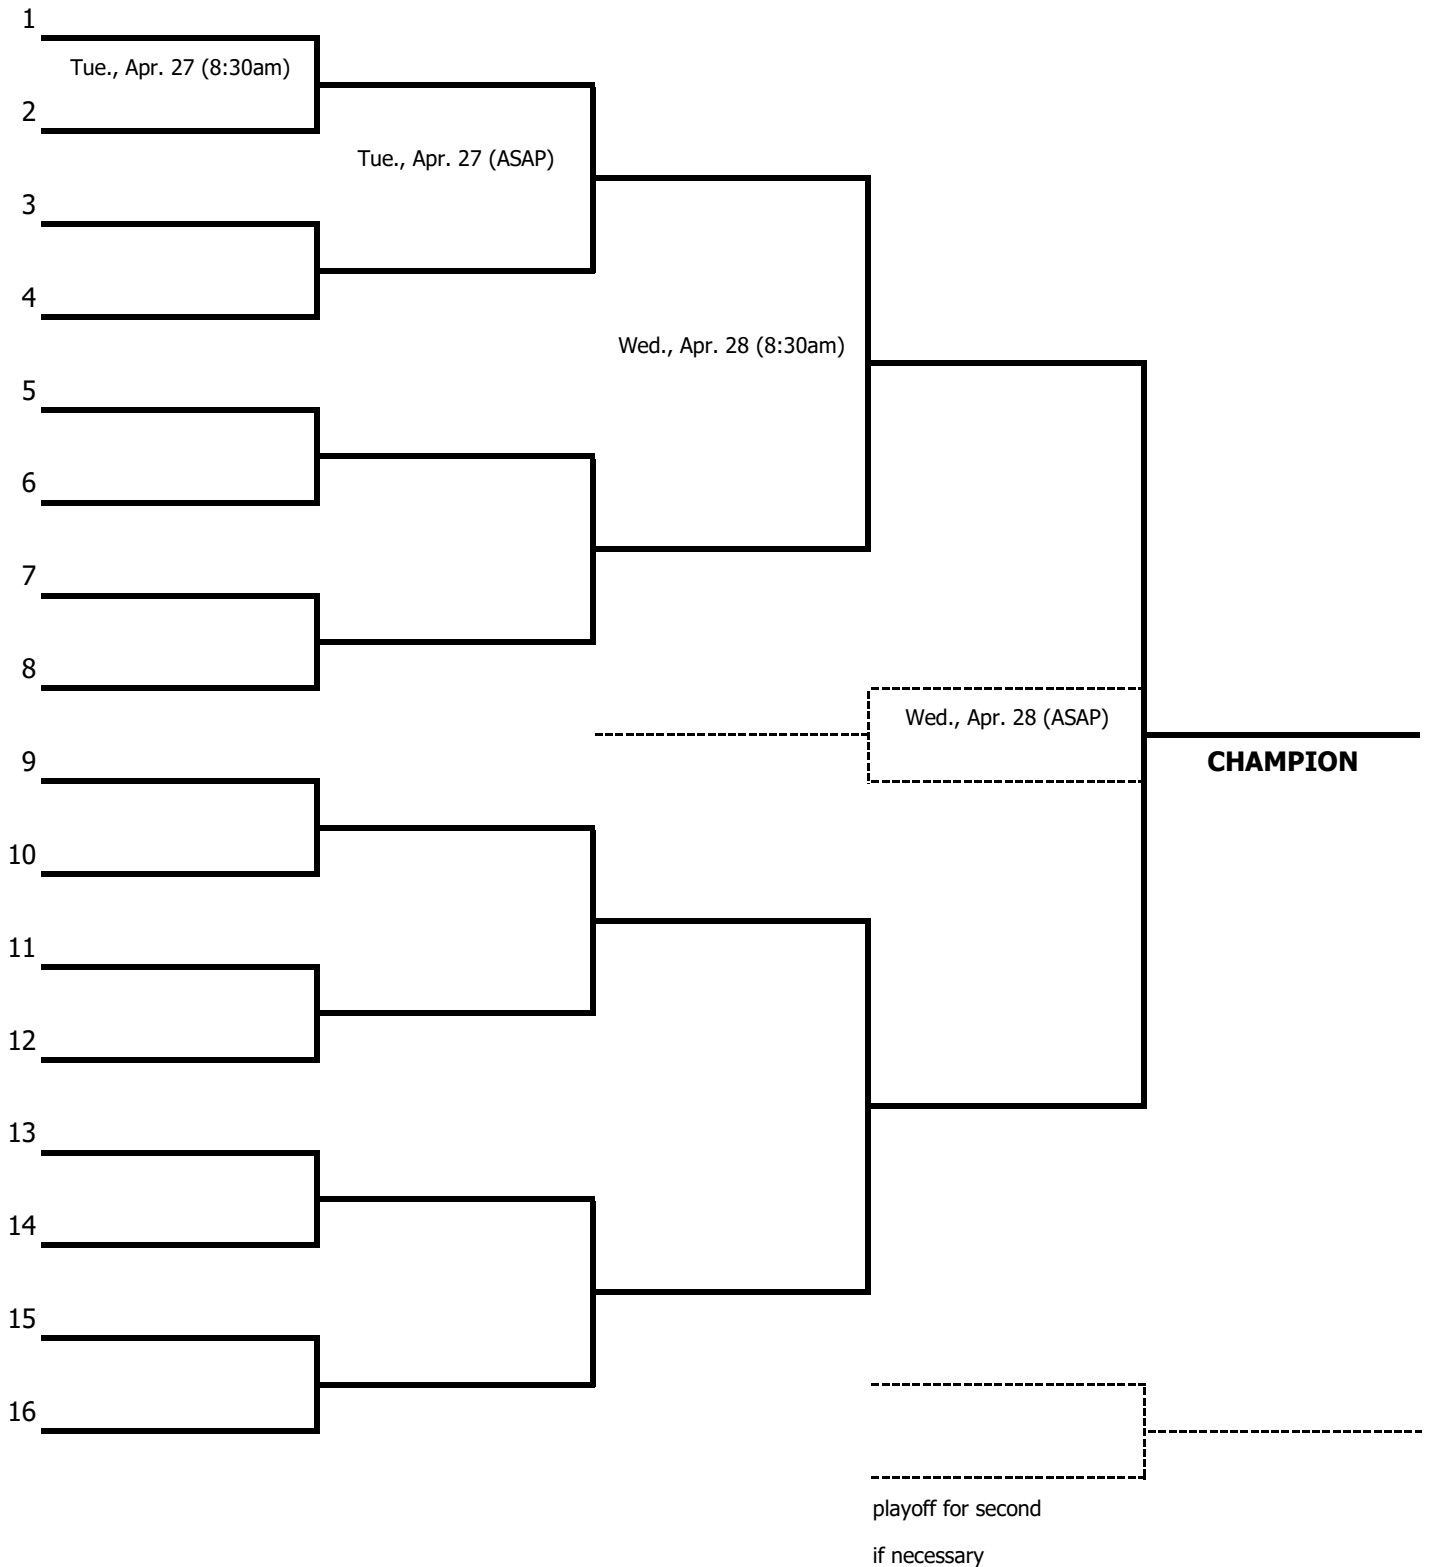 1
Tue., Apr. 27 (8:30am)
2
Tue., Apr. 27 (ASAP)
3
4
Wed., Apr. 28 (8:30am)
5
6
7
8
Wed., Apr. 28 (ASAP)
9
CHAMPION
10
11
12
13
14
15
16
playoff for second
if necessary